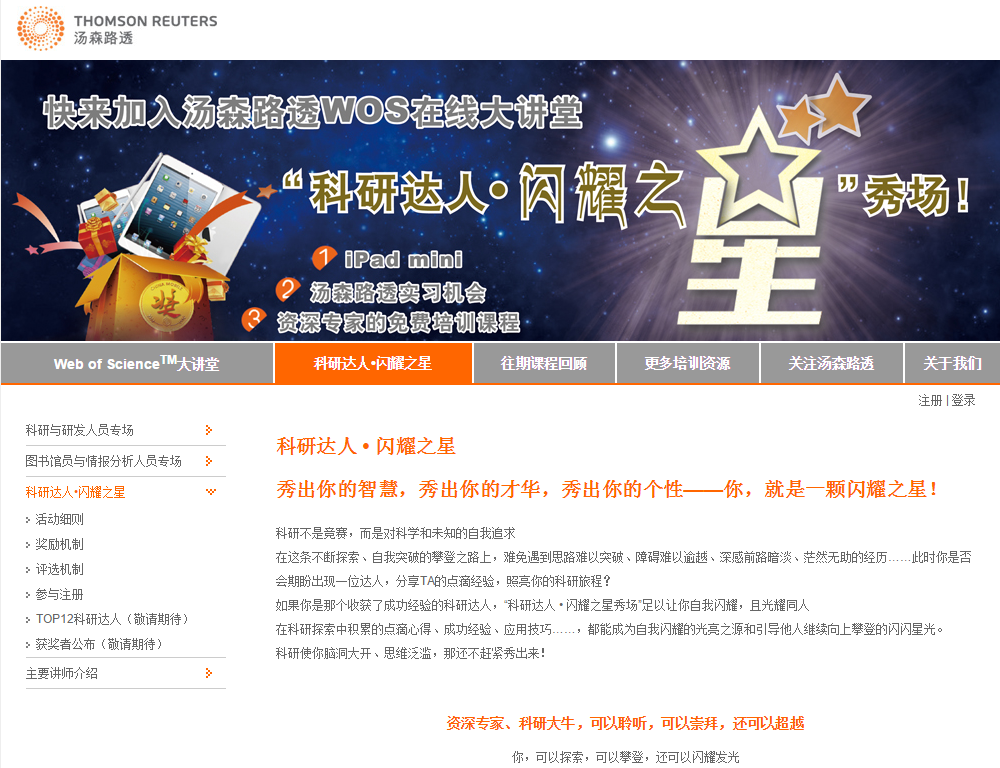 THOMSON REUTERS
汤森路透
快来加入汤森路透WOS在线大讲堂
“科研达人•闪耀之星”秀场！
1 iPad mini
2 汤森路透实习机会
3 资深专家的免费培训课程
奖
Web of Science™大讲堂
科研达人•闪耀之星
往期课程回顾
更多培训资源
关注汤森路透
关于我们
注册 | 登录
科研与研发人员专场
图书馆员与情报分析人员专场
科研达人•闪耀之星
活动细则
奖励机制
评选机制
参与注册
TOP12科研达人（敬请期待）
获奖者公布（敬请期待）
主要讲师介绍
科研达人 • 闪耀之星
秀出你的智慧，秀出你的才华，秀出你的个性——你，就是一颗闪耀之星！
科研不是竞赛，而是对科学和未知的自我追求
在这条不断探索、自我突破的攀登之路上，难免遇到思路难以突破、障碍难以逾越、深感前路暗淡、茫然无助的经历……此时你是否
会期盼出现一位达人，分享TA的点滴经验，照亮你的科研旅程？
如果你是那个收获了成功经验的科研达人，“科研达人 • 闪耀之星秀场”足以让你自我闪耀，且光耀同人
在科研探索中积累的点滴心得、成功经验、应用技巧……，都能成为自我闪耀的光亮之源和引导他人继续向上攀登的闪闪星光。
科研使你脑洞大开、思维泛滥，那还不赶紧秀出来！
资深专家、科研大牛，可以聆听，可以崇拜，还可以超越
你，可以探索，可以攀登，还可以闪耀发光